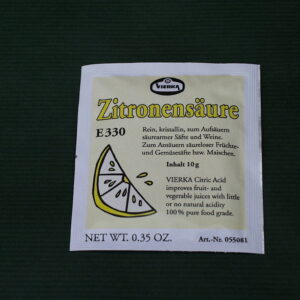 VIERKA
Zitronensäure
E330
Rein, kristallin, zum Aufsäuern
säurearmer Säfte und Weine.
Zum Ansäuern säureloser Früchte-
und Gemüsesäfte bzw. Maischen.
Inhalt 10g
VIERKA Citric Acid
improves fruit- and
vegetable juices with little
or no natural acidity
100% pure food grade.
NET WT. 0.35 OZ.
Art.-Nr. 055081